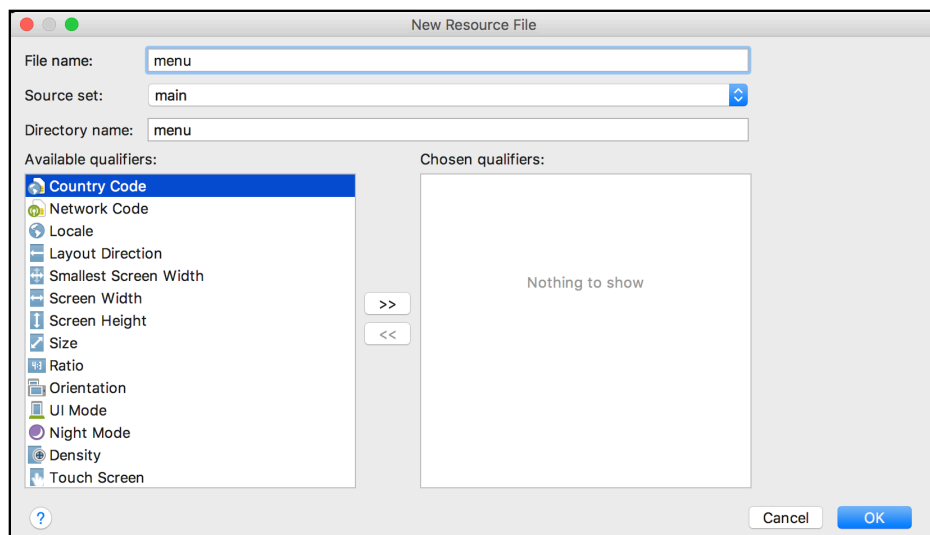 New Resource File
File name: menu
Source set: main
Directory name: menu
Available qualifiers: Chosen qualifiers:
Country Code
Network Code
Locale
Layout Direction
Smallest Screen Width
Nothing to show
Screen Width
>>
Screen Height
<<
Size
4:3 Ratio
Orientation
UI Mode
Night Mode
Density
Touch Screen
? Cancel OK